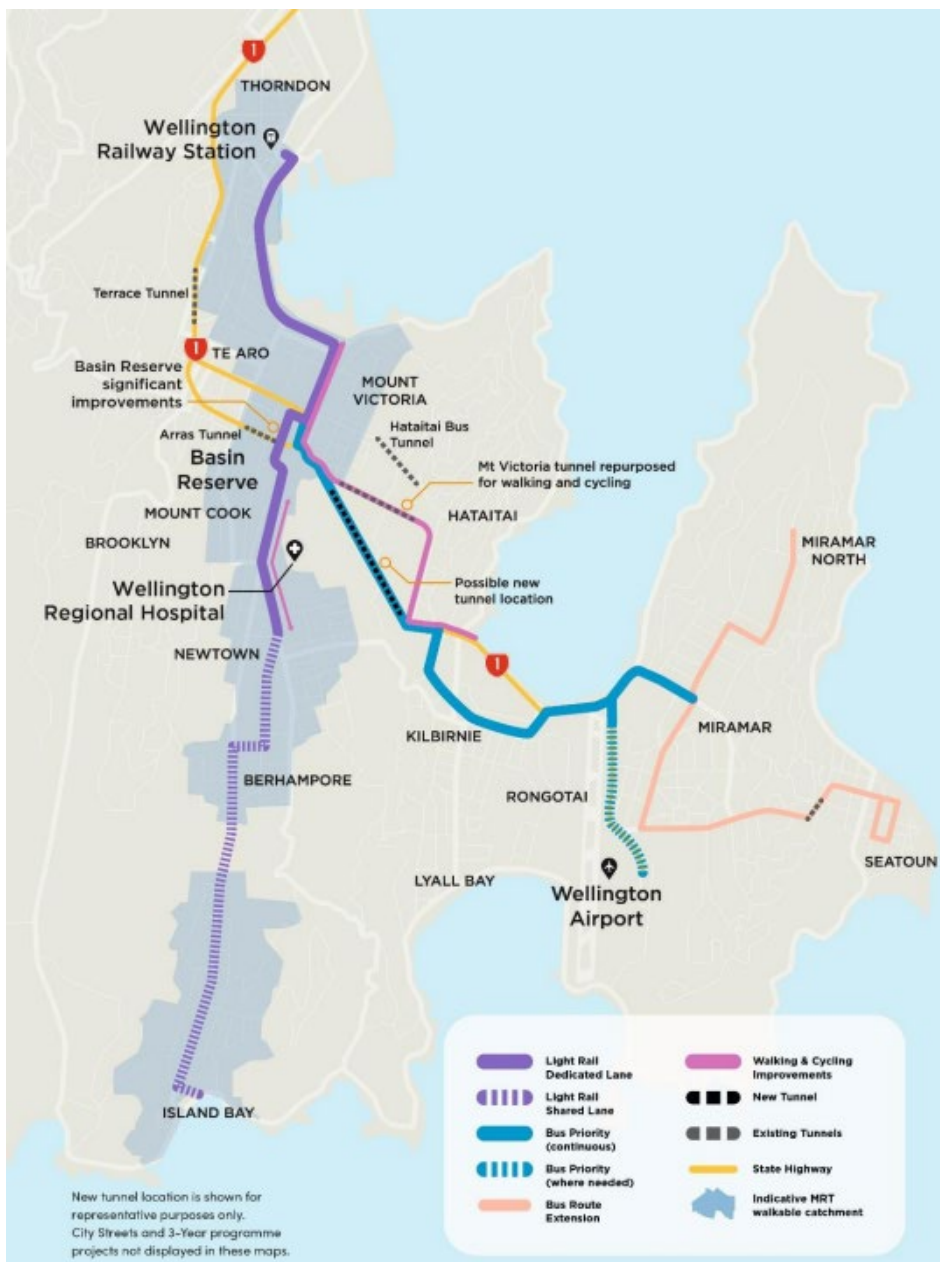 1
THORNDON
Wellington
Railway Station
Terrace Tunnel
1
TE ARO
Basin Reserve
significant
improvements
MOUNT
VICTORIA
Hataitai Bus
Tunnel
Arras Tunnel
Basin
Reserve
Mt Victoria tunnel repurposed
for walking and cycling
MOUNT COOK
HATAITAI
BROOKLYN
MIRAMAR
NORTH
Wellington
Regional Hospital
Possible new
tunnel location
NEWTOWN
1
KILBIRNIE
MIRAMAR
BERHAMPORE
RONGOTAI
LYALL BAY
SEATOUN
Wellington
Airport
ISLAND BAY
Light Rail
Dedicated Lane
Light Rail
Shared Lane
Bus Priority
(continuous)
Bus Priority
(where needed)
Bus Route
Extension
Walking & Cycling
Improvements
New Tunnel
Existing Tunnels
State Highway
Indicative MRT
walkable catchment
New tunnel location is shown for
representative purposes only.
City Streets and 3-Year programme
projects not displayed in these maps.